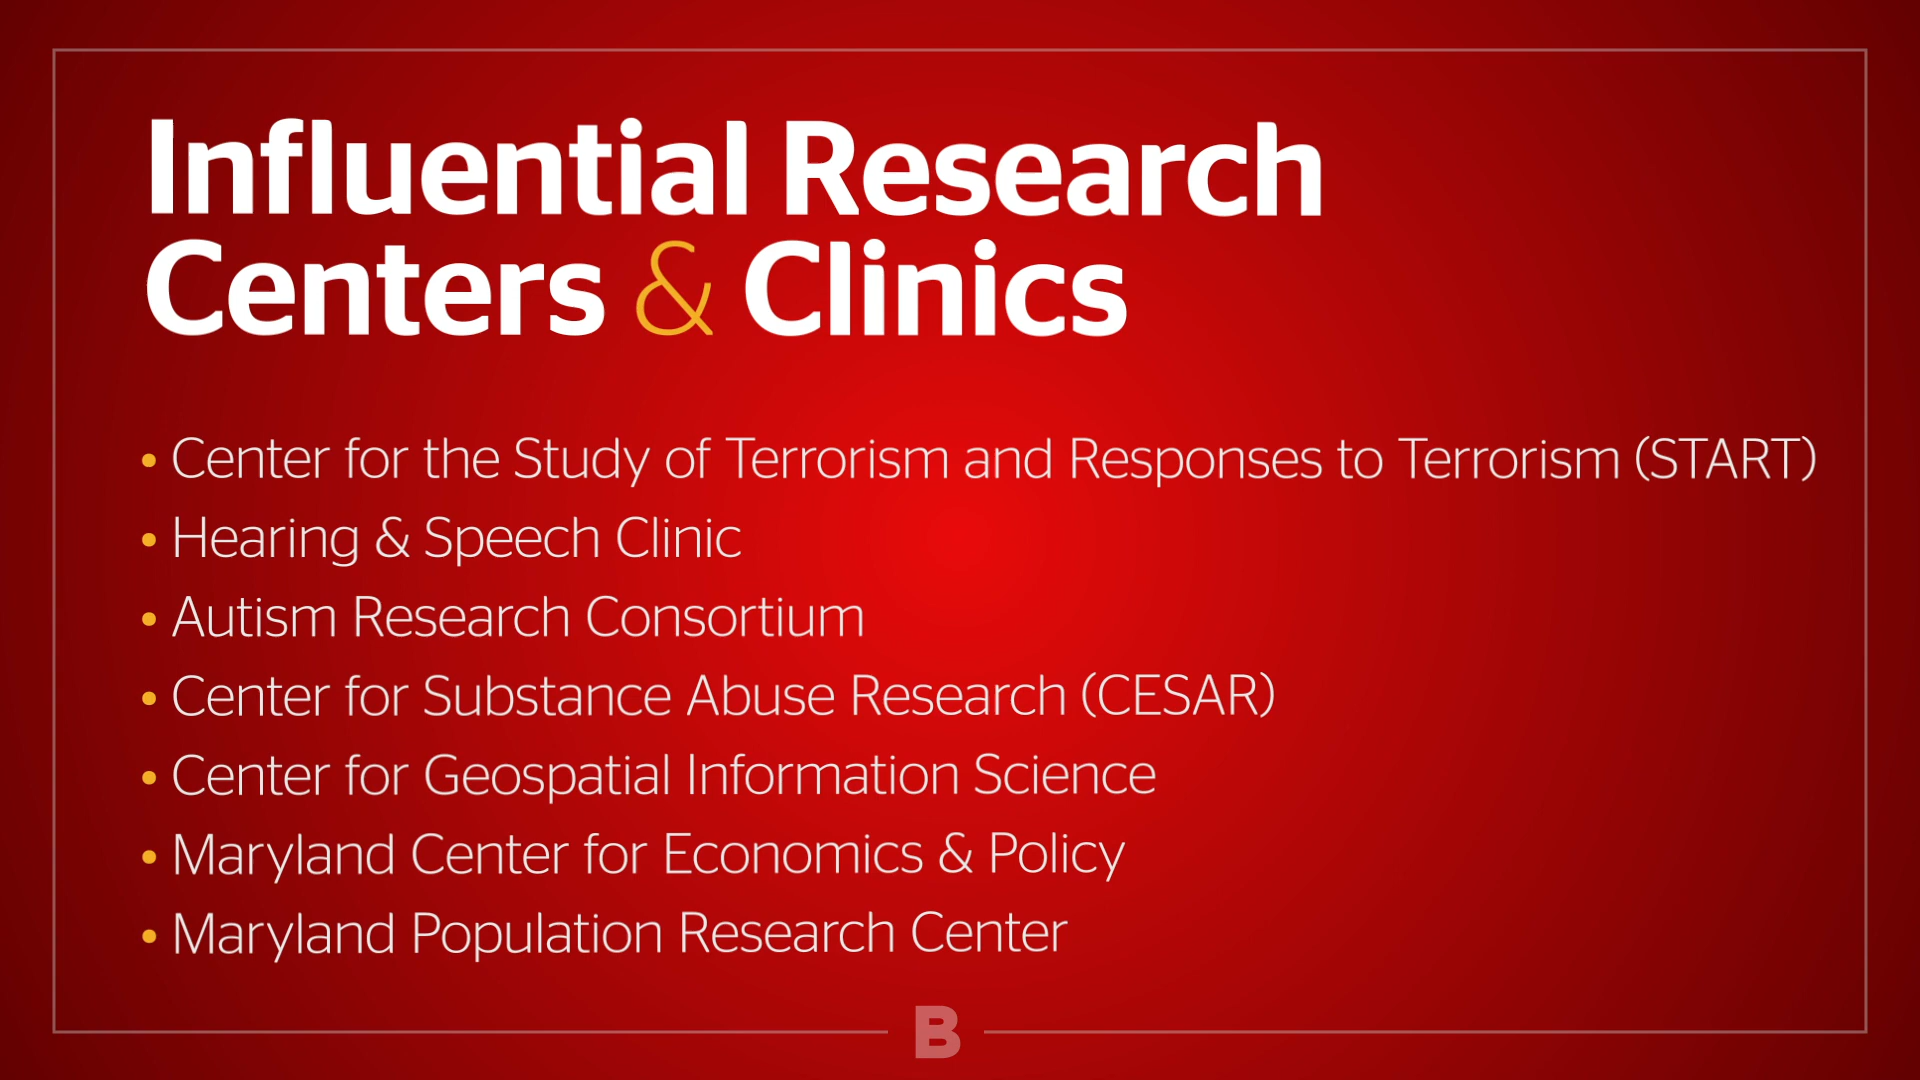 Influential Research
Centers & Clinics
• Center for the Study of Terrorism and Responses to Terrorism (START)
• Hearing & Speech Clinic
• Autism Research Consortium
• Center for Substance Abuse Research (CESAR)
• Center for Geospatial Information Science
• Maryland Center for Economics & Policy
• Maryland Population Research Center
B